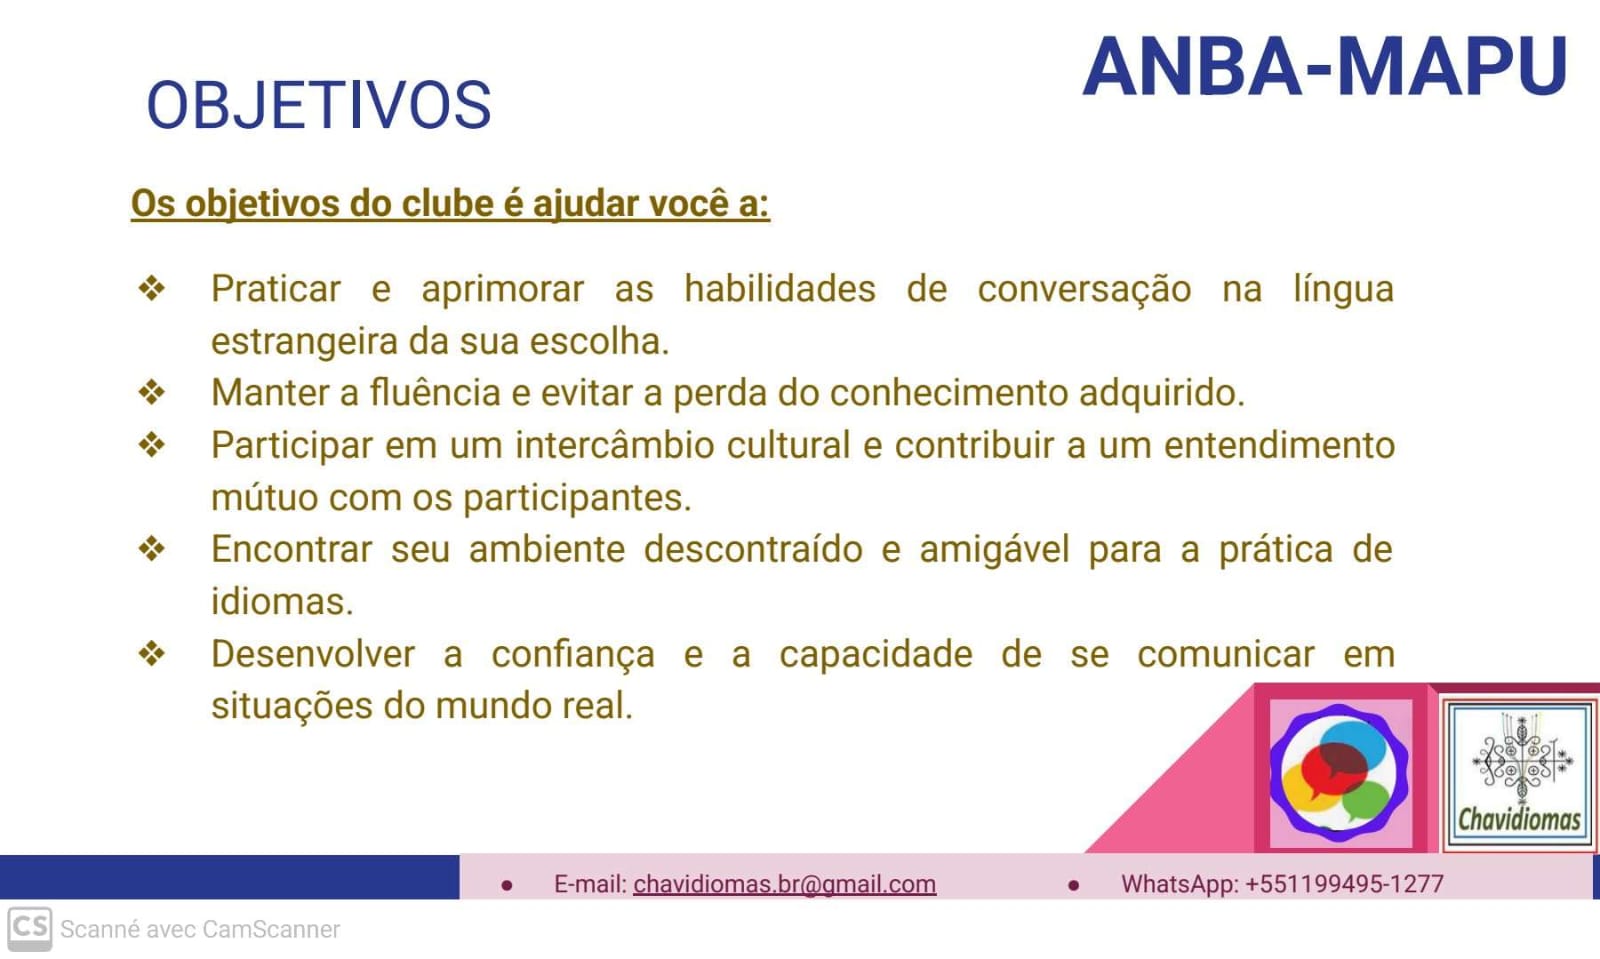 ANBA-MAPU
OBJETIVOS
Os objetivos do clube é ajudar você a:
❖ Praticar e aprimorar as habilidades de conversação na língua
estrangeira da sua escolha.
❖ Manter a fluência e evitar a perda do conhecimento adquirido.
❖ Participar em um intercâmbio cultural e contribuir a um entendimento
mútuo com os participantes.
❖ Encontrar seu ambiente descontraído e amigável para a prática de
idiomas.
❖ Desenvolver a confiança e a capacidade de se comunicar em
situações do mundo real.
Chavidiomas
● E-mail: chavidiomas.br@gmail.com
● WhatsApp: +551199495-1277
CS Scanné avec CamScanner